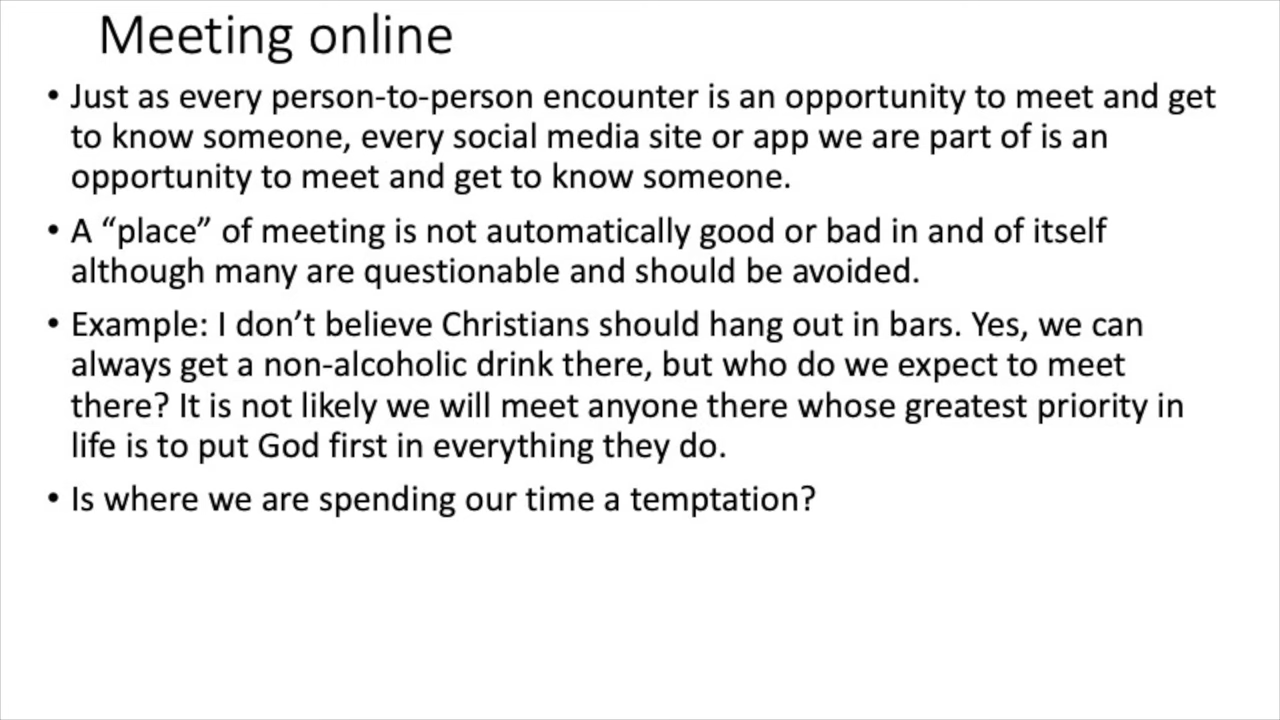 Meeting online
• Just as every person-to-person encounter is an opportunity to meet and get
to know someone, every social media site or app we are part of is an
opportunity to meet and get to know someone.
• A “place” of meeting is not automatically good or bad in and of itself
although many are questionable and should be avoided.
• Example: I don’t believe Christians should hang out in bars. Yes, we can
always get a non-alcoholic drink there, but who do we expect to meet
there? It is not likely we will meet anyone there whose greatest priority in
life is to put God first in everything they do.
• Is where we are spending our time a temptation?